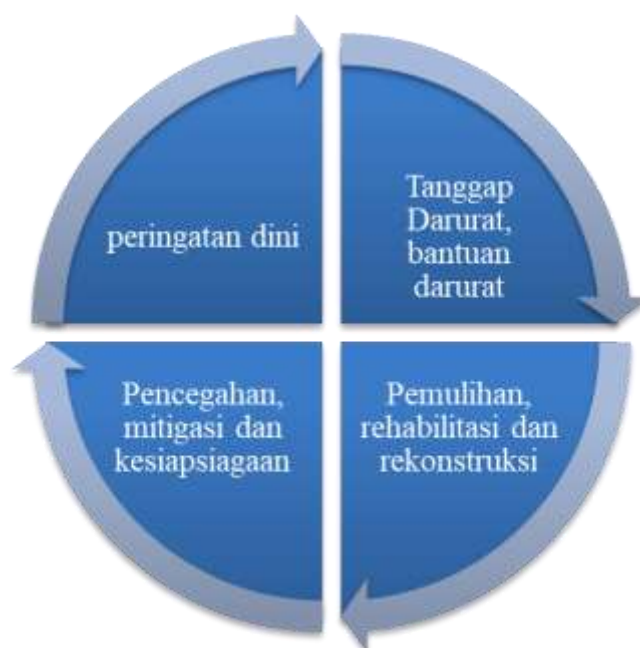 peringatan dini
Tanggap
Darurat,
bantuan
darurat
Pencegahan,
mitigasi dan
kesiapsiagaan
Pemulihan,
rehabilitasi dan
rekonstruksi